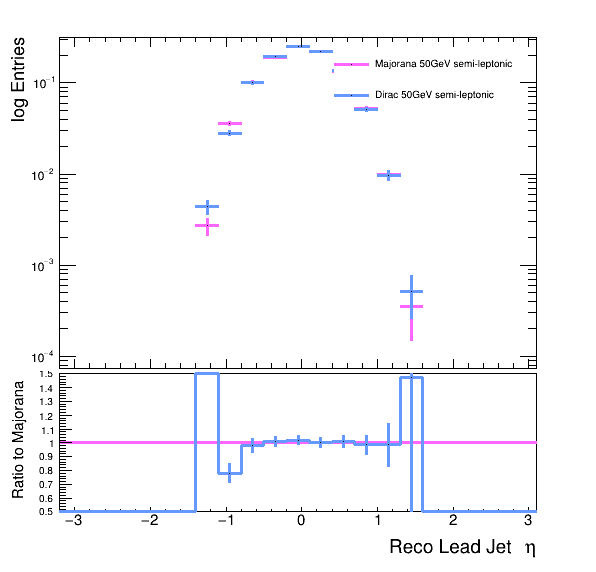 log Entries
10⁻¹
10⁻²
10⁻³
10⁻⁴
Majorana 50GeV semi-leptonic
Dirac 50GeV semi-leptonic
Ratio to Majorana
1.5
1.4
1.3
1.2
1.1
1
0.9
0.8
0.7
0.6
0.5
−3 −2 −1 0 1 2 3
Reco Lead Jet η